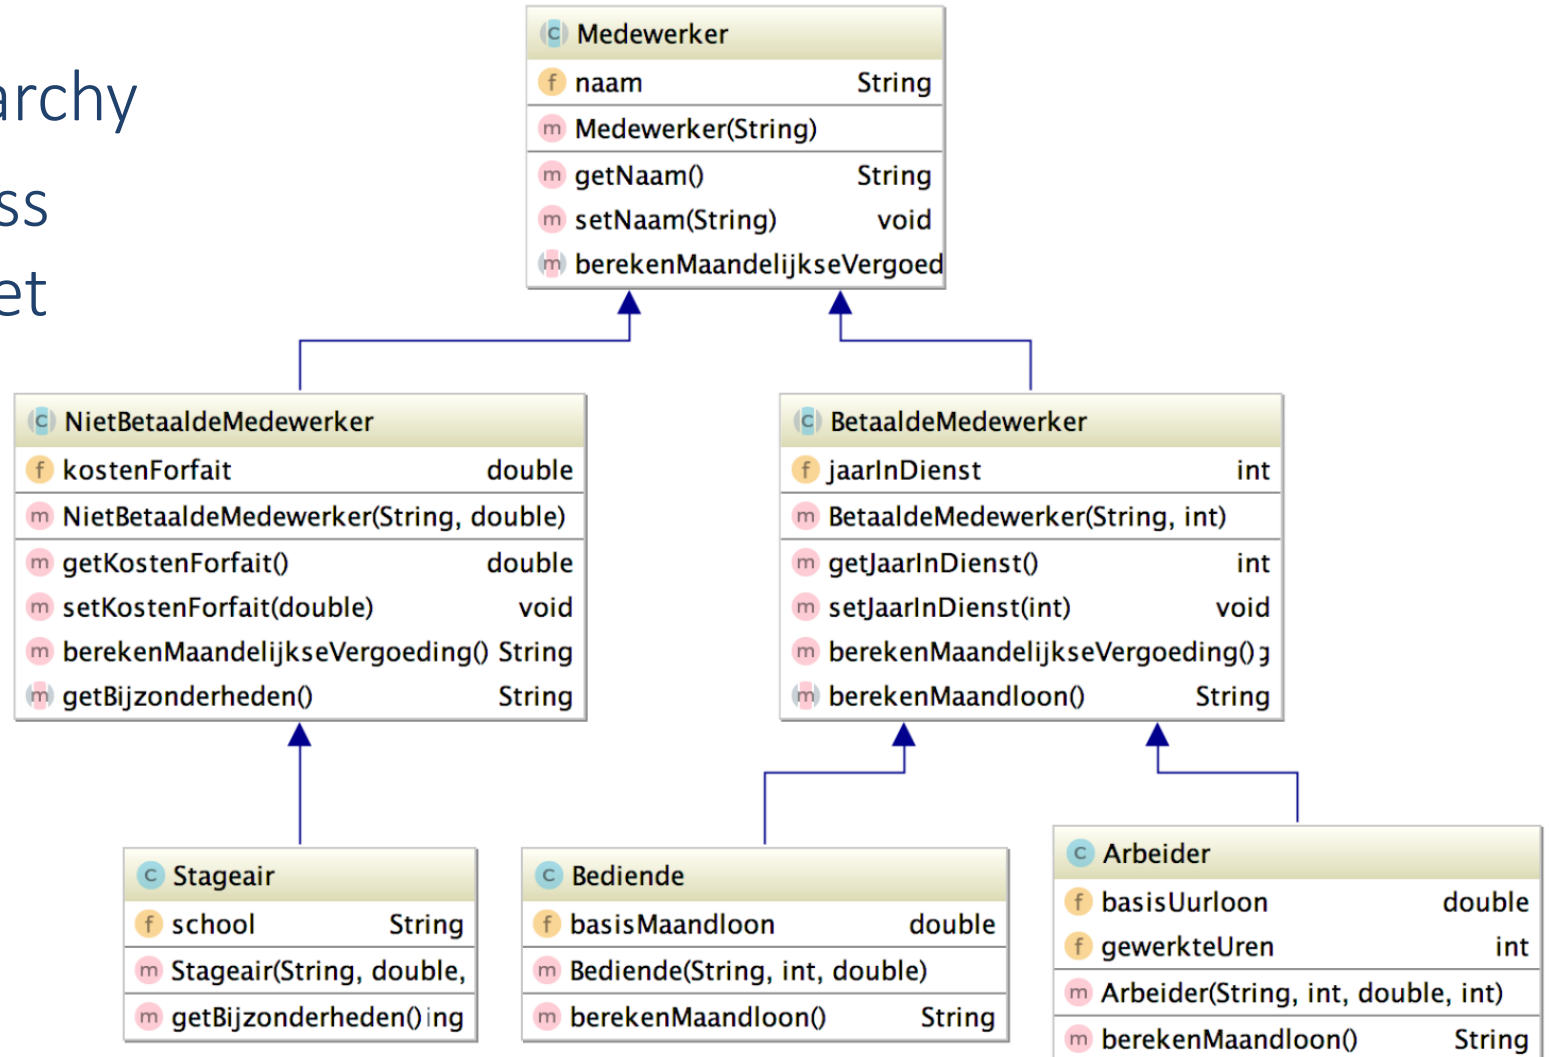 archy
ss
et
C Medewerker
f naam String
m Medewerker(String)
m getNaam() String
m setNaam(String) void
m berekenMaandelijkseVergoed
C NietBetaaldeMedewerker
f kostenForfait double
m NietBetaaldeMedewerker(String, double)
m getKostenForfait() double
m setKostenForfait(double) void
m berekenMaandelijkseVergoeding() String
m getBijzonderheden() String
C BetaaldeMedewerker
f jaarInDienst int
m BetaaldeMedewerker(String, int)
m getJaarInDienst() int
m setJaarInDienst(int) void
m berekenMaandelijkseVergoeding() g
m berekenMaandloon() String
C Stageair
f school String
m Stageair(String, double,
m getBijzonderheden() ing
C Bediende
f basisMaandloon double
m Bediende(String, int, double)
m berekenMaandloon() String
C Arbeider
f basisUurloon double
f gewerkteUren int
m Arbeider(String, int, double, int)
m berekenMaandloon() String